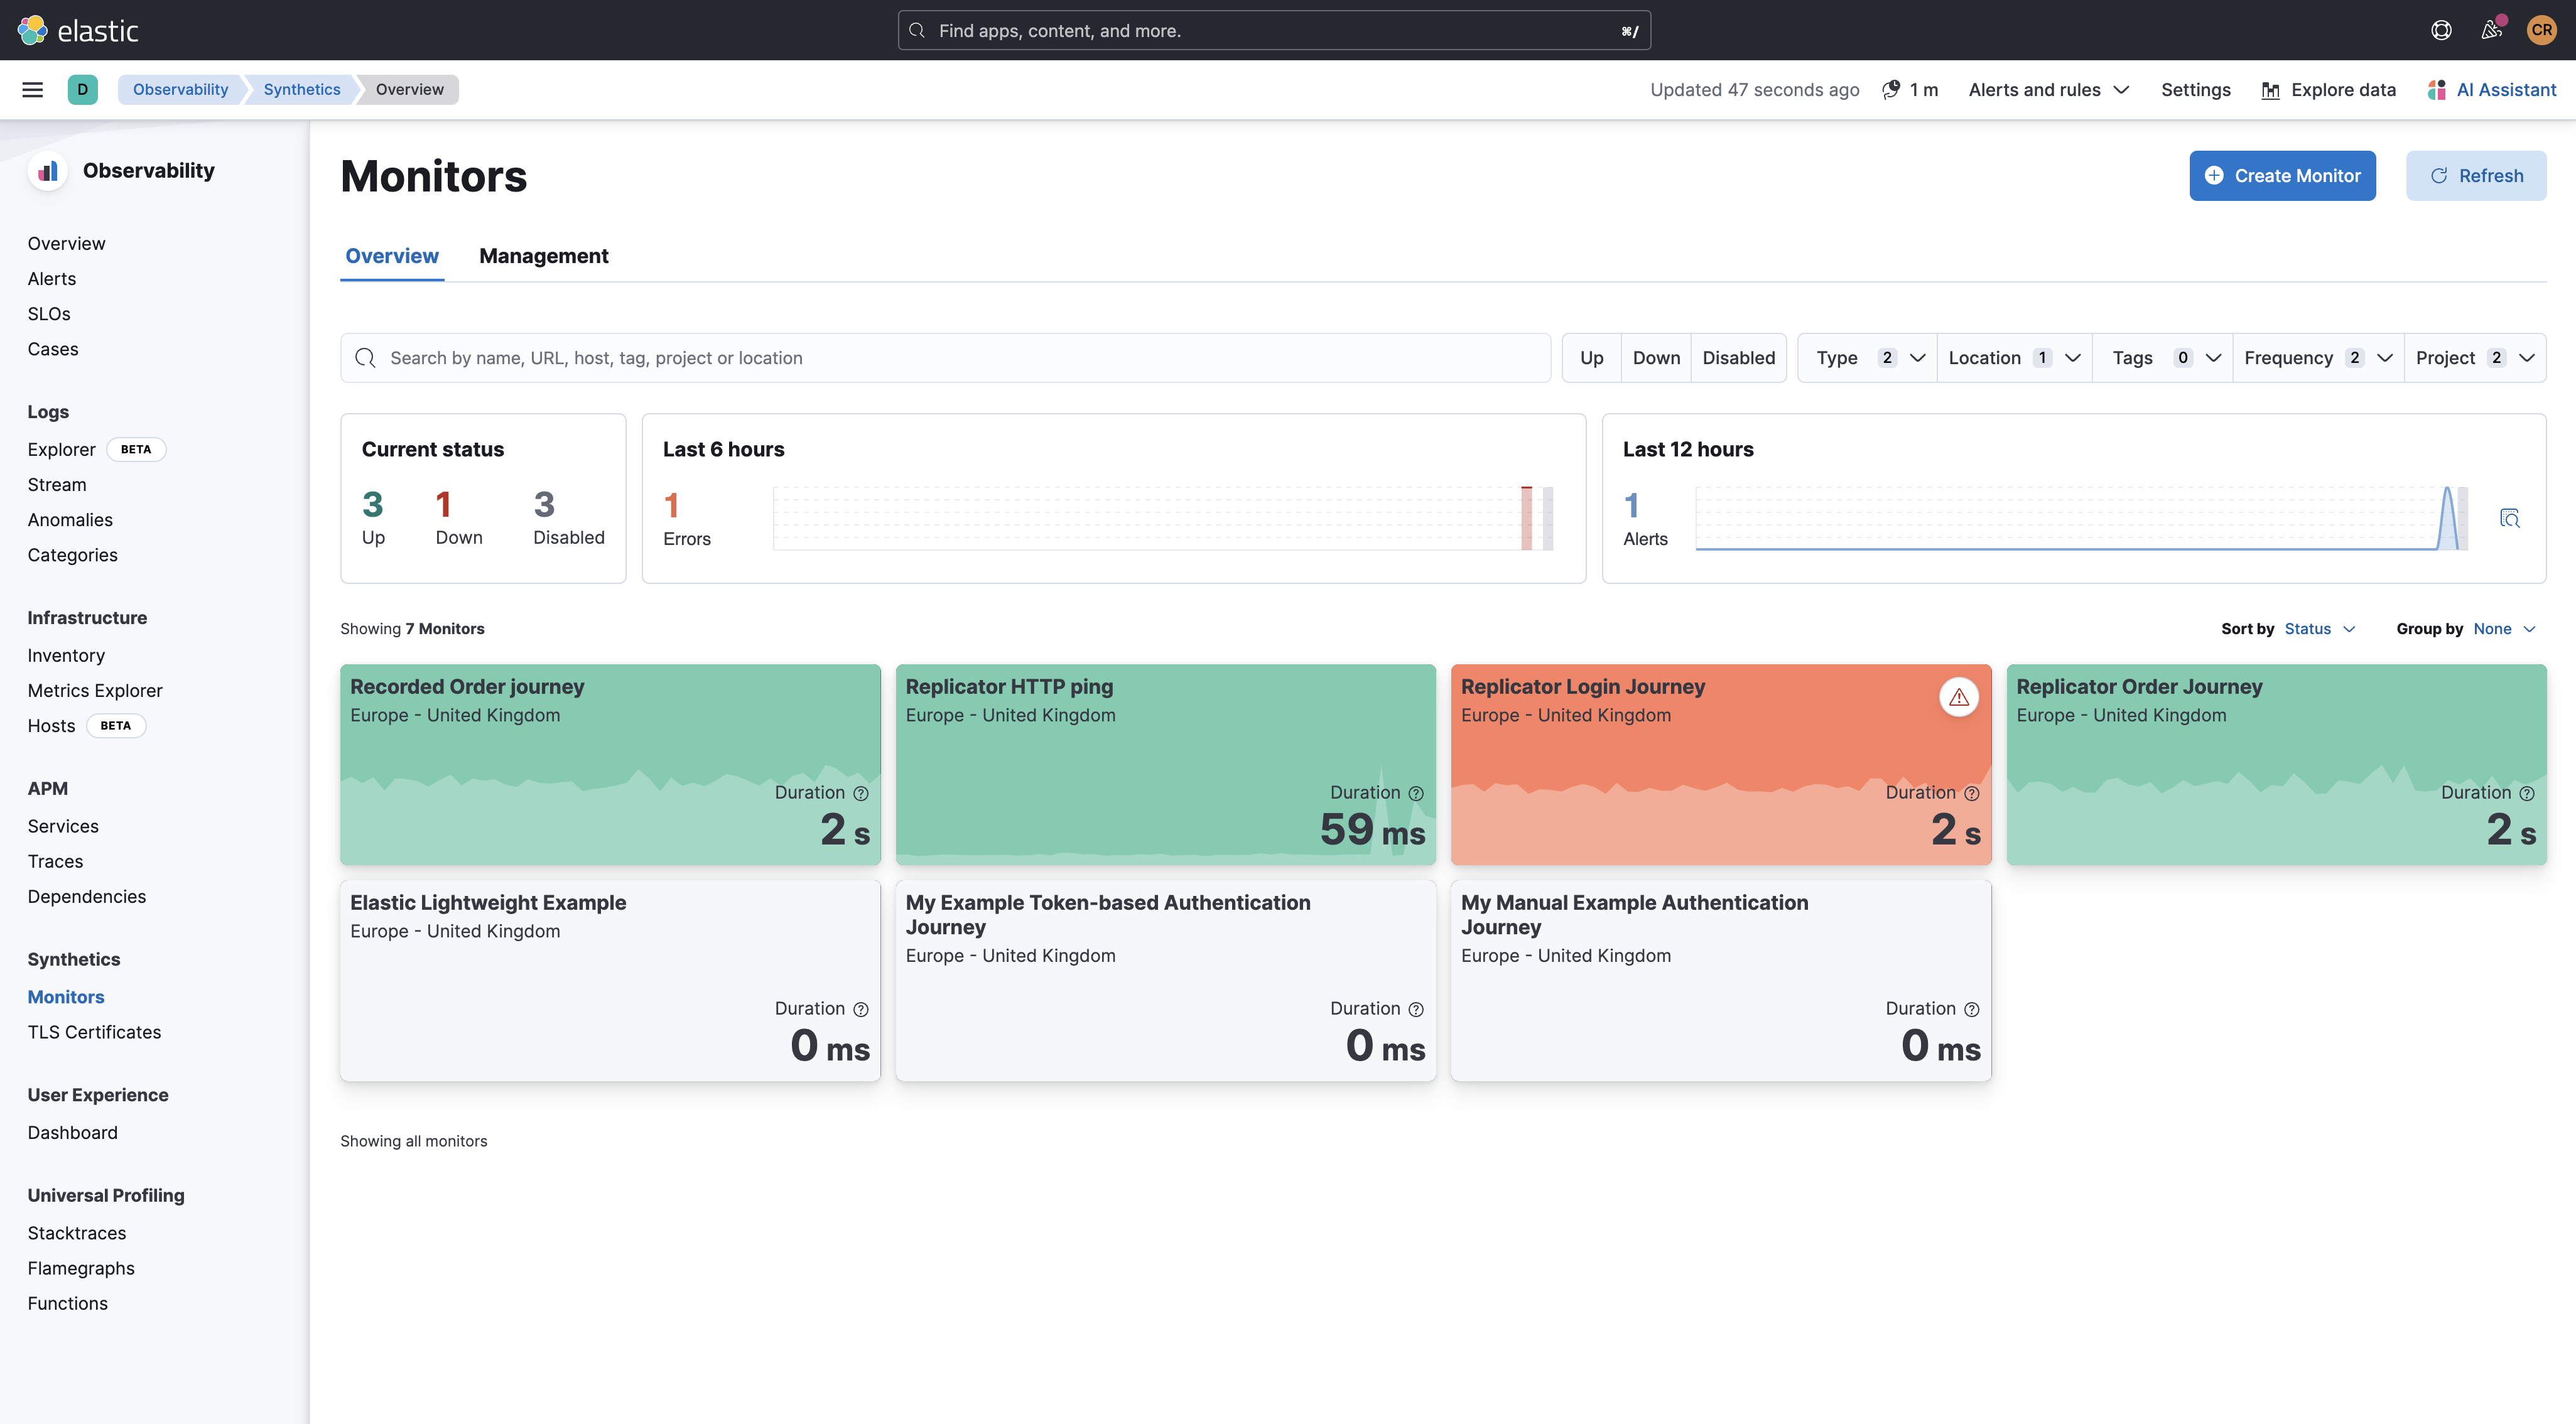 elastic
Find apps, content, and more.
⌘/
CR
D
Observability
Synthetics
Overview
Updated 47 seconds ago
1 m
Alerts and rules
Settings
Explore data
AI Assistant
Observability
Overview
Alerts
SLOs
Cases
Logs
Explorer BETA
Stream
Anomalies
Categories
Infrastructure
Inventory
Metrics Explorer
Hosts BETA
APM
Services
Traces
Dependencies
Synthetics
Monitors
TLS Certificates
User Experience
Dashboard
Universal Profiling
Stacktraces
Flamegraphs
Functions
Monitors
Create Monitor
Refresh
Overview
Management
Search by name, URL, host, tag, project or location
Up
Down
Disabled
Type 2
Location 1
Tags 0
Frequency 2
Project 2
Current status
3
Up
1
Down
3
Disabled
Last 6 hours
1
Errors
Last 12 hours
1
Alerts
Showing 7 Monitors
Sort by Status
Group by None
Recorded Order journey
Europe - United Kingdom
Duration
2 s
Replicator HTTP ping
Europe - United Kingdom
Duration
59 ms
Replicator Login Journey
Europe - United Kingdom
Duration
2 s
Replicator Order Journey
Europe - United Kingdom
Duration
2 s
Elastic Lightweight Example
Europe - United Kingdom
Duration
0 ms
My Example Token-based Authentication
Journey
Europe - United Kingdom
Duration
0 ms
My Manual Example Authentication
Journey
Europe - United Kingdom
Duration
0 ms
Showing all monitors